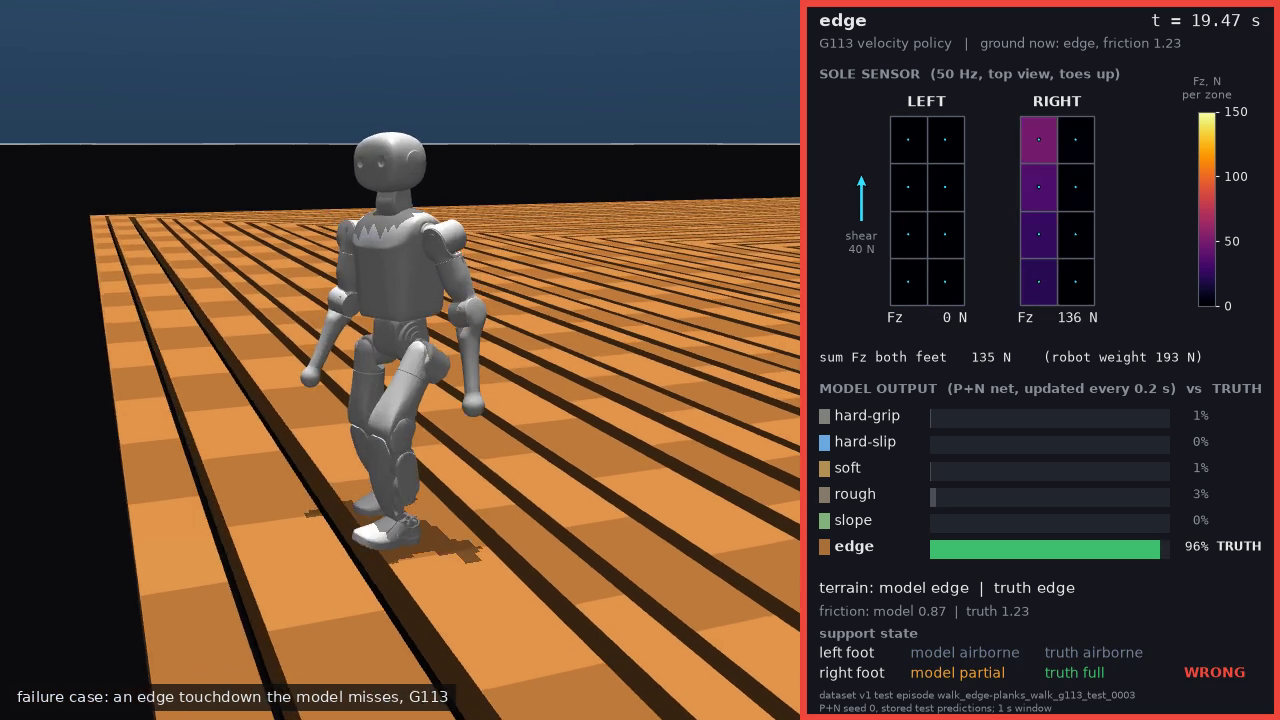 edge
t = 19.47 s
G113 velocity policy | ground now: edge, friction 1.23
SOLE SENSOR (50 Hz, top view, toes up)
Fz, N
per zone
LEFT
RIGHT
150
100
50
0
shear
40 N
Fz 0 N
Fz 136 N
sum Fz both feet 135 N (robot weight 193 N)
MODEL OUTPUT (P+N net, updated every 0.2 s) vs TRUTH
hard-grip 1%
hard-slip 0%
soft 1%
rough 3%
slope 0%
edge 96% TRUTH
terrain: model edge | truth edge
friction: model 0.87 | truth 1.23
support state
left foot model airborne truth airborne
right foot model partial truth full WRONG
dataset v1 test episode walk_edge-planks_walk_g113_test_0003
P+N seed 0, stored test predictions; 1 s window
failure case: an edge touchdown the model misses, G113